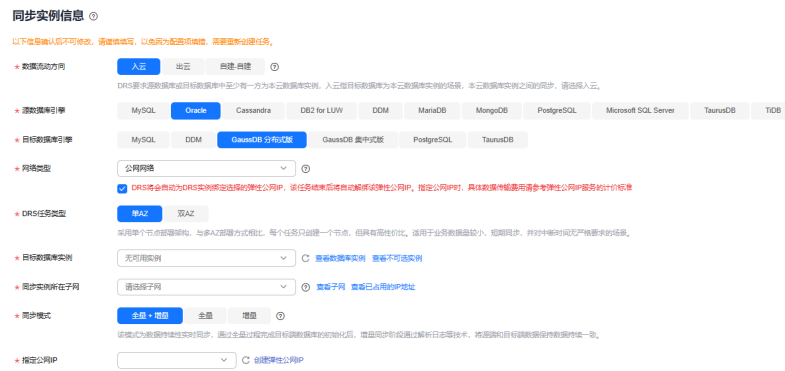 同步实例信息
以下信息确认后不可修改，请谨慎填写，以免因为配置项填错，需要重新创建任务。
* 数据流动方向 入云 出云 自建-自建
DRS要求源数据库或目标数据库中至少有一方为本云数据库实例，入云指目标数据库为本云数据库实例的场景，本云数据库实例之间的同步，请选择入云。
* 源数据库引擎 MySQL Oracle Cassandra DB2 for LUW DDM MariaDB MongoDB PostgreSQL Microsoft SQL Server TaurusDB TiDB
* 目标数据库引擎 MySQL DDM GaussDB 分布式版 GaussDB 集中式版 PostgreSQL TaurusDB
* 网络类型 公网网络
DRS将会自动为DRS实例绑定选择的弹性公网IP，该任务结束后将自动解绑该弹性公网IP。指定公网IP时，具体数据传输费用请参考弹性公网IP服务的计价标准
* DRS任务类型 单AZ 双AZ
采用单个节点部署架构，与多AZ部署方式相比，每个任务只创建一个节点，但具有高性价比。适用于业务数据量较小、短期同步，并对中断时间无严格要求的场景。
* 目标数据库实例 无可用实例 查看数据库实例 查看不可选实例
* 同步实例所在子网 请选择子网 查看子网 查看已占用的IP地址
* 同步模式 全量+增量 全量 增量
该模式为数据持续性实时同步，通过全量过程完成目标端数据库的初始化后，增量同步阶段通过解析日志等技术，将源端和目标端数据保持数据持续一致。
* 指定公网IP 创建弹性公网IP